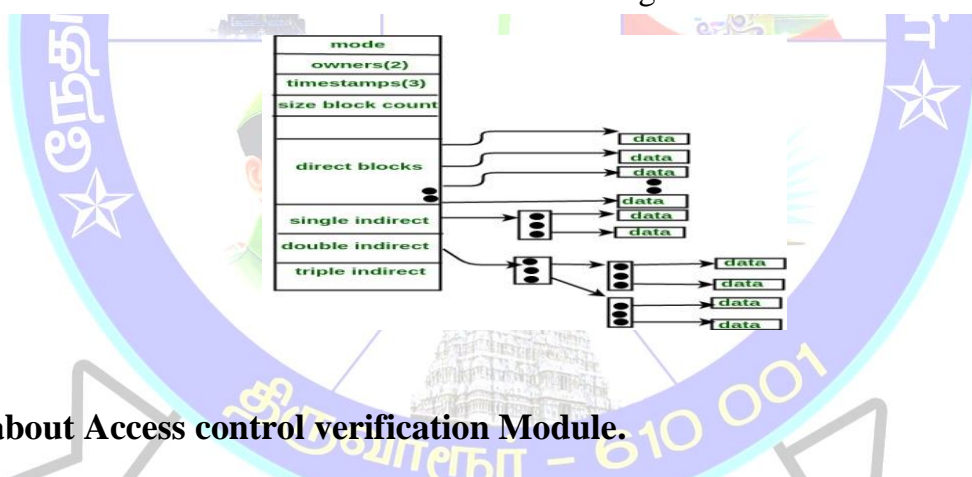 mode
owners(2)
timestamps(3)
size block count
direct blocks
data
data
data
data
single indirect
data
data
double indirect
data
triple indirect
data
data
data
about Access control verification Module.
திருவாரூர் – 610 001